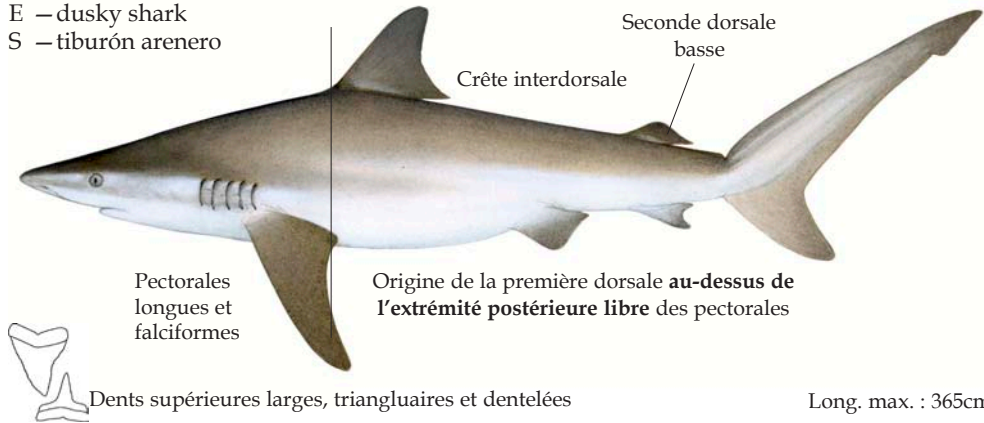 E — dusky shark
S — tiburón arenero
Seconde dorsale
basse
Crête interdorsale
Pectorales
longues et
falciformes
Origine de la première dorsale au-dessus de
l'extrémité postérieure libre des pectorales
Dents supérieures larges, triangluaires et dentelées
Long. max. : 365cm